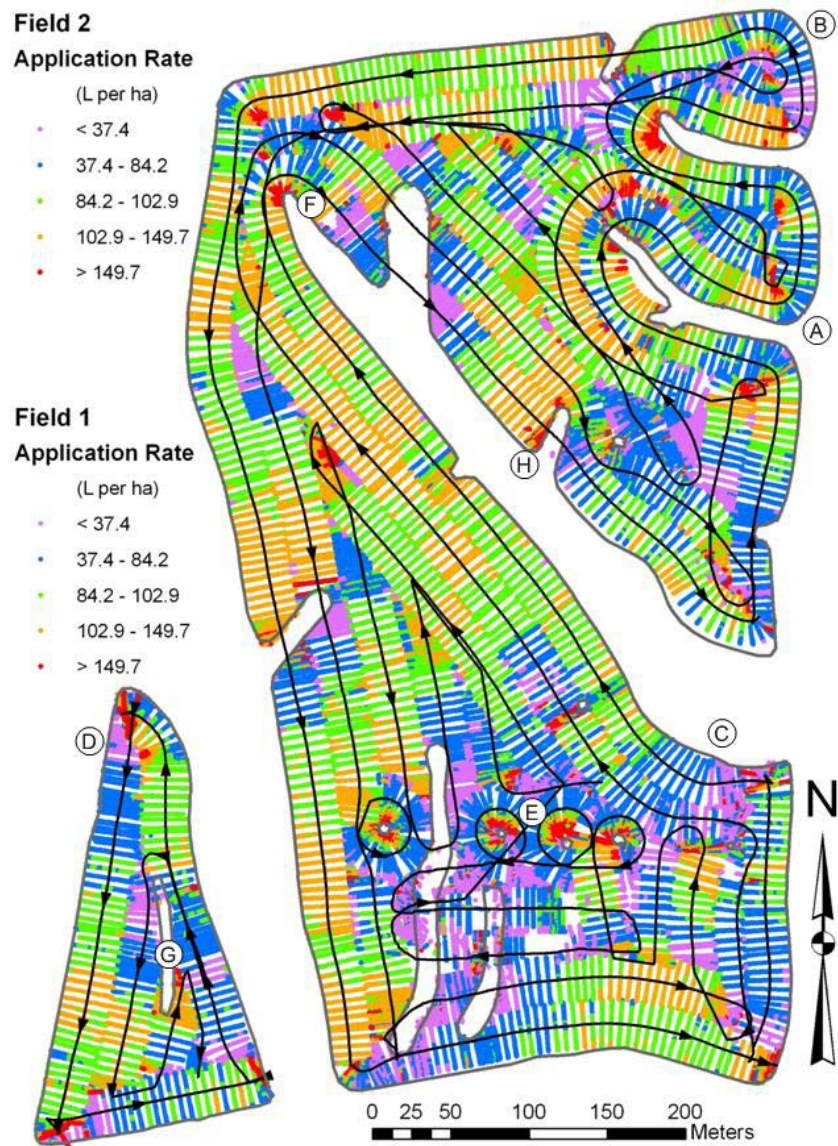 Field 2
Application Rate
(L per ha)
< 37.4
37.4 - 84.2
84.2 - 102.9
102.9 - 149.7
> 149.7
Field 1
Application Rate
(L per ha)
< 37.4
37.4 - 84.2
84.2 - 102.9
102.9 - 149.7
> 149.7
B
F
A
H
C
D
E
G
N
0 25 50 100 150 200
Meters